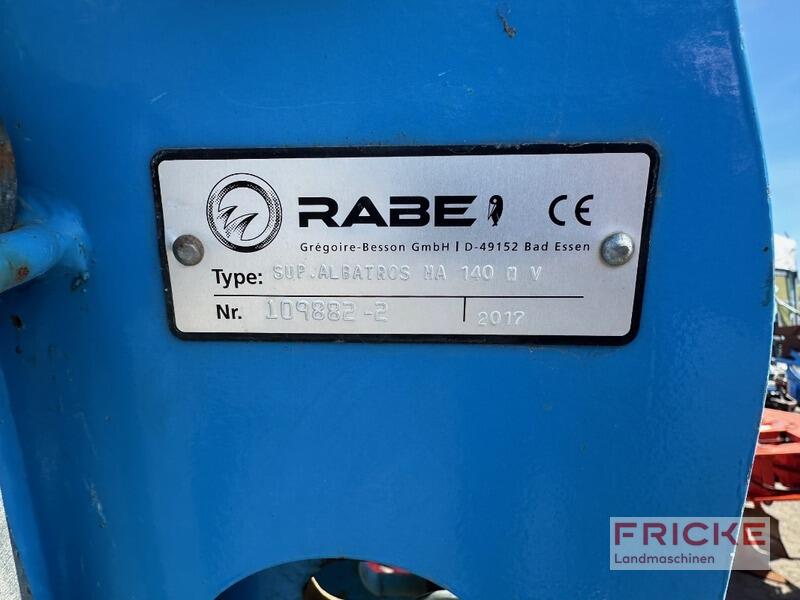 RABE CE
Grégoire-Besson GmbH | D-49152 Bad Essen
Type: SUP.ALBATROS MA 140 m V
Nr. 109882-2 2017
FRICKE
Landmaschinen